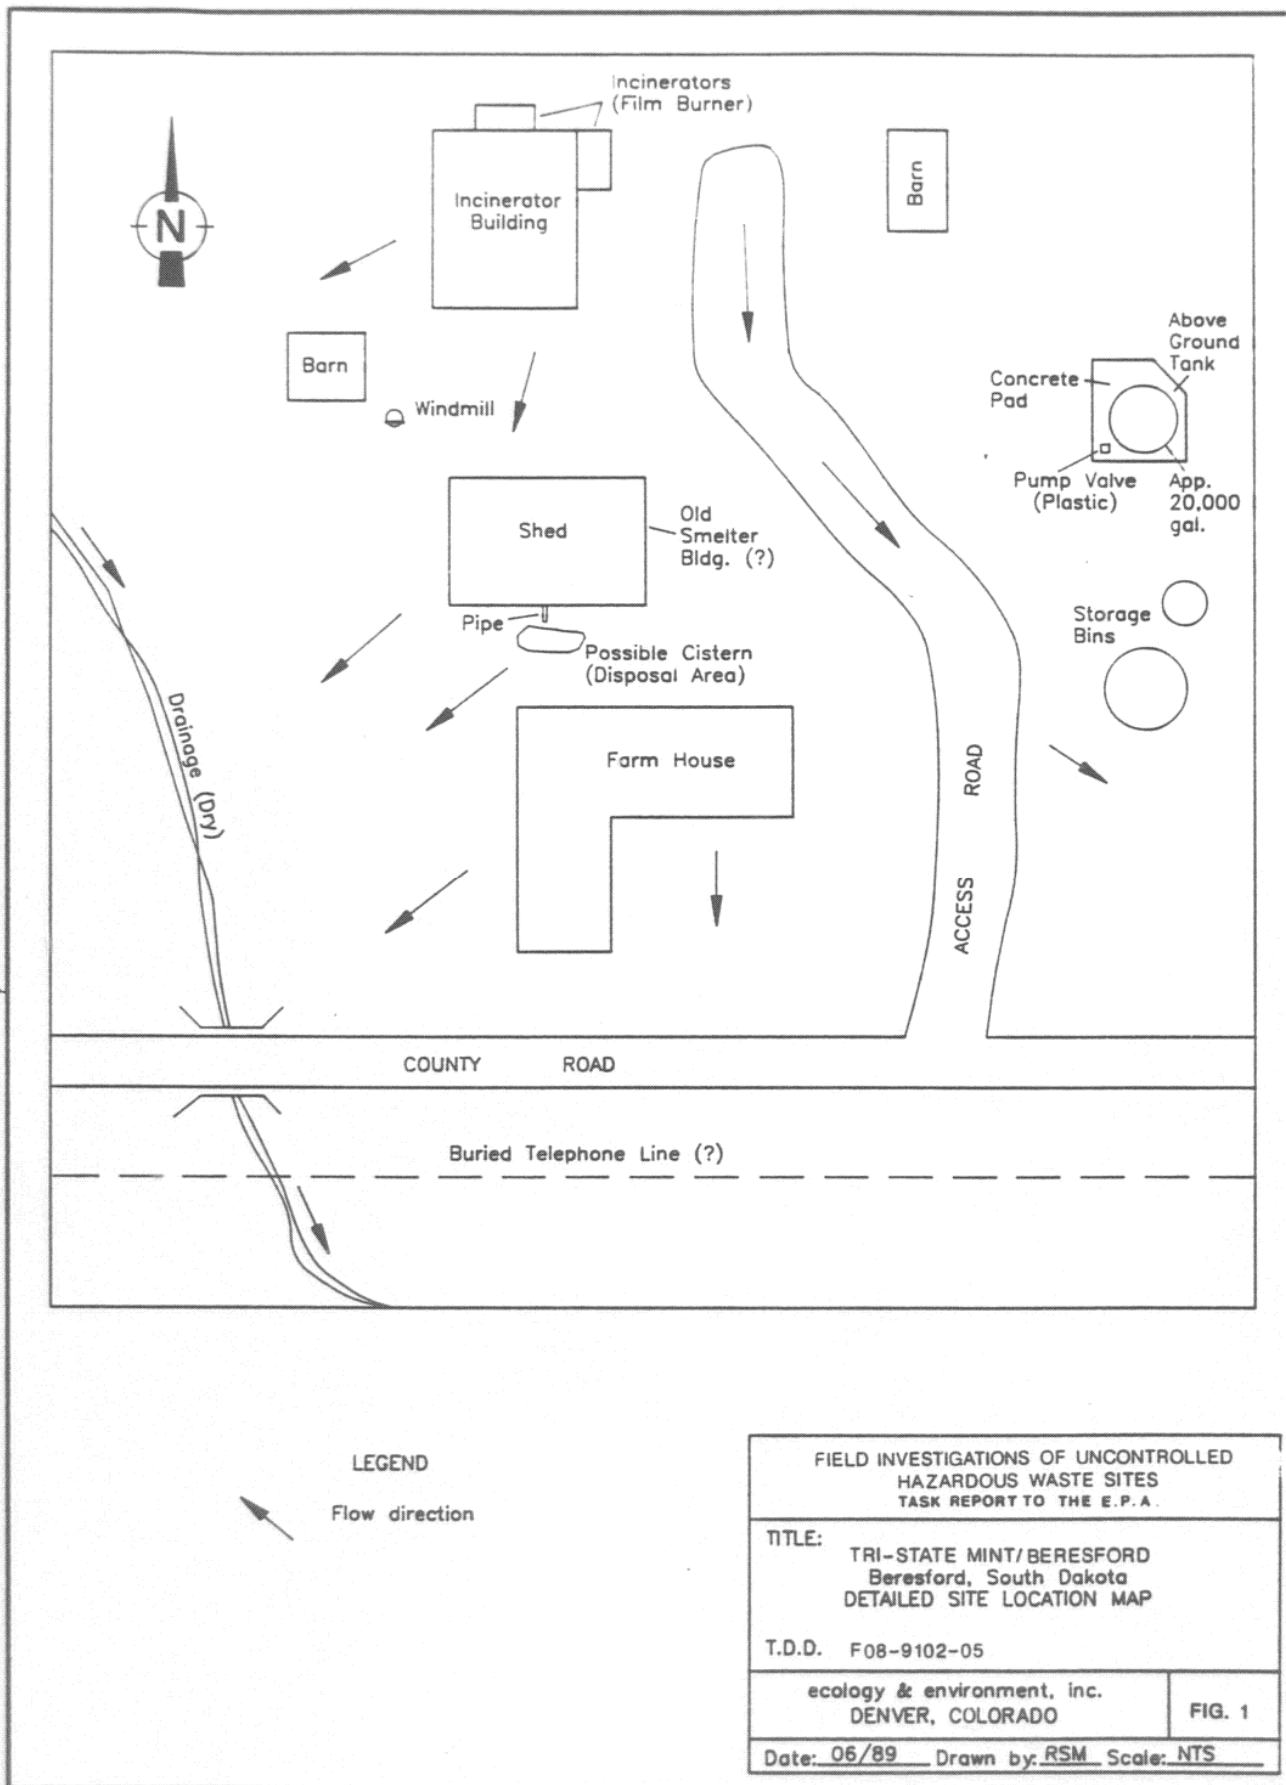 Incinerators
(Film Burner)
N
Incinerator
Building
Barn
Barn
Windmill
Above
Ground
Tank
Concrete
Pad
Pump Valve
(Plastic)
App.
20,000
gal.
Shed
Old
Smelter
Bldg. (?)
Pipe
Possible Cistern
(Disposal Area)
Storage
Bins
Drainage (Dry)
Farm House
ACCESS ROAD
COUNTY ROAD
Buried Telephone Line (?)
LEGEND
Flow direction
FIELD INVESTIGATIONS OF UNCONTROLLED
HAZARDOUS WASTE SITES
TASK REPORT TO THE E.P.A.
TITLE:
TRI-STATE MINT/BERESFORD
Beresford, South Dakota
DETAILED SITE LOCATION MAP
T.D.D. F08-9102-05
ecology & environment, inc.
DENVER, COLORADO
FIG. 1
Date: 06/89 Drawn by: RSM Scale: NTS